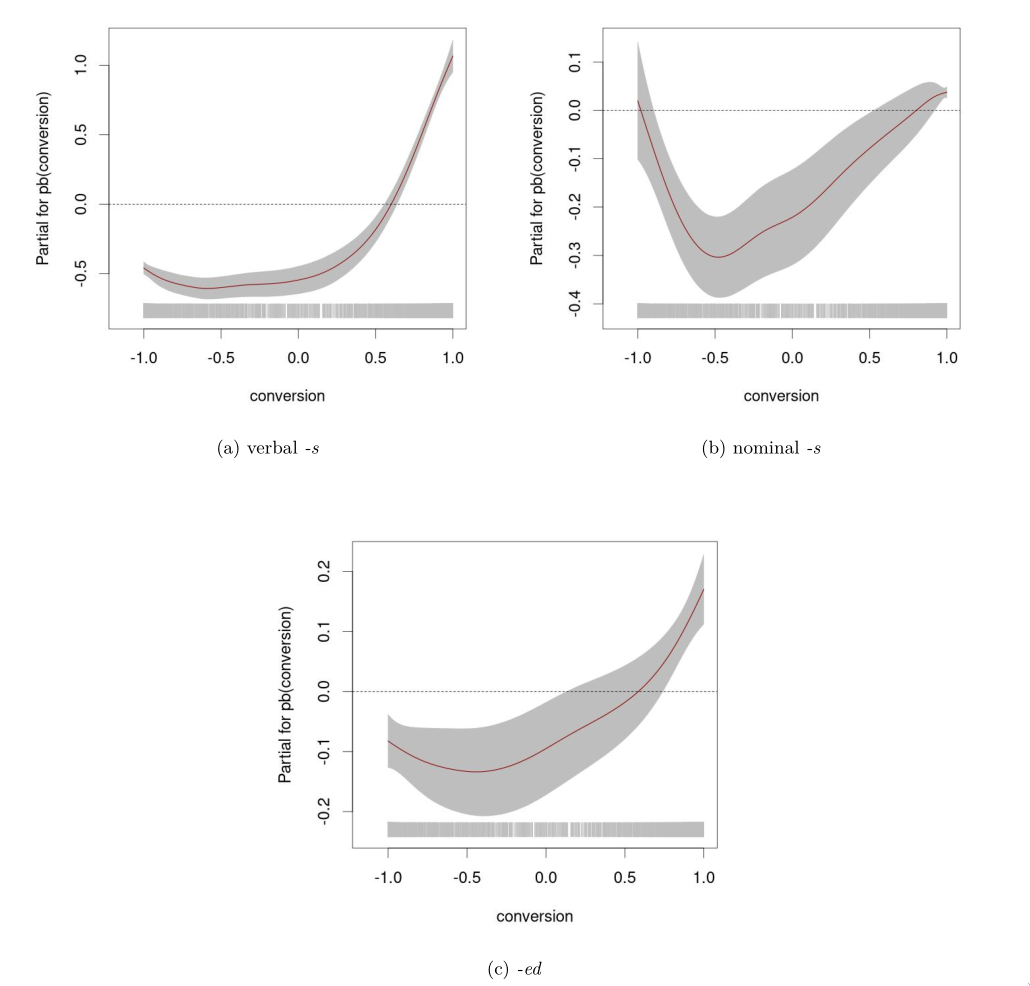 Partial for pb(conversion)
1.0
0.5
0.0
-0.5
-1.0 -0.5 0.0 0.5 1.0
conversion
(a) verbal -s
Partial for pb(conversion)
0.1
0.0
-0.1
-0.2
-0.3
-0.4
-1.0 -0.5 0.0 0.5 1.0
conversion
(b) nominal -s
Partial for pb(conversion)
0.2
0.1
0.0
-0.1
-0.2
-1.0 -0.5 0.0 0.5 1.0
conversion
(c) -ed